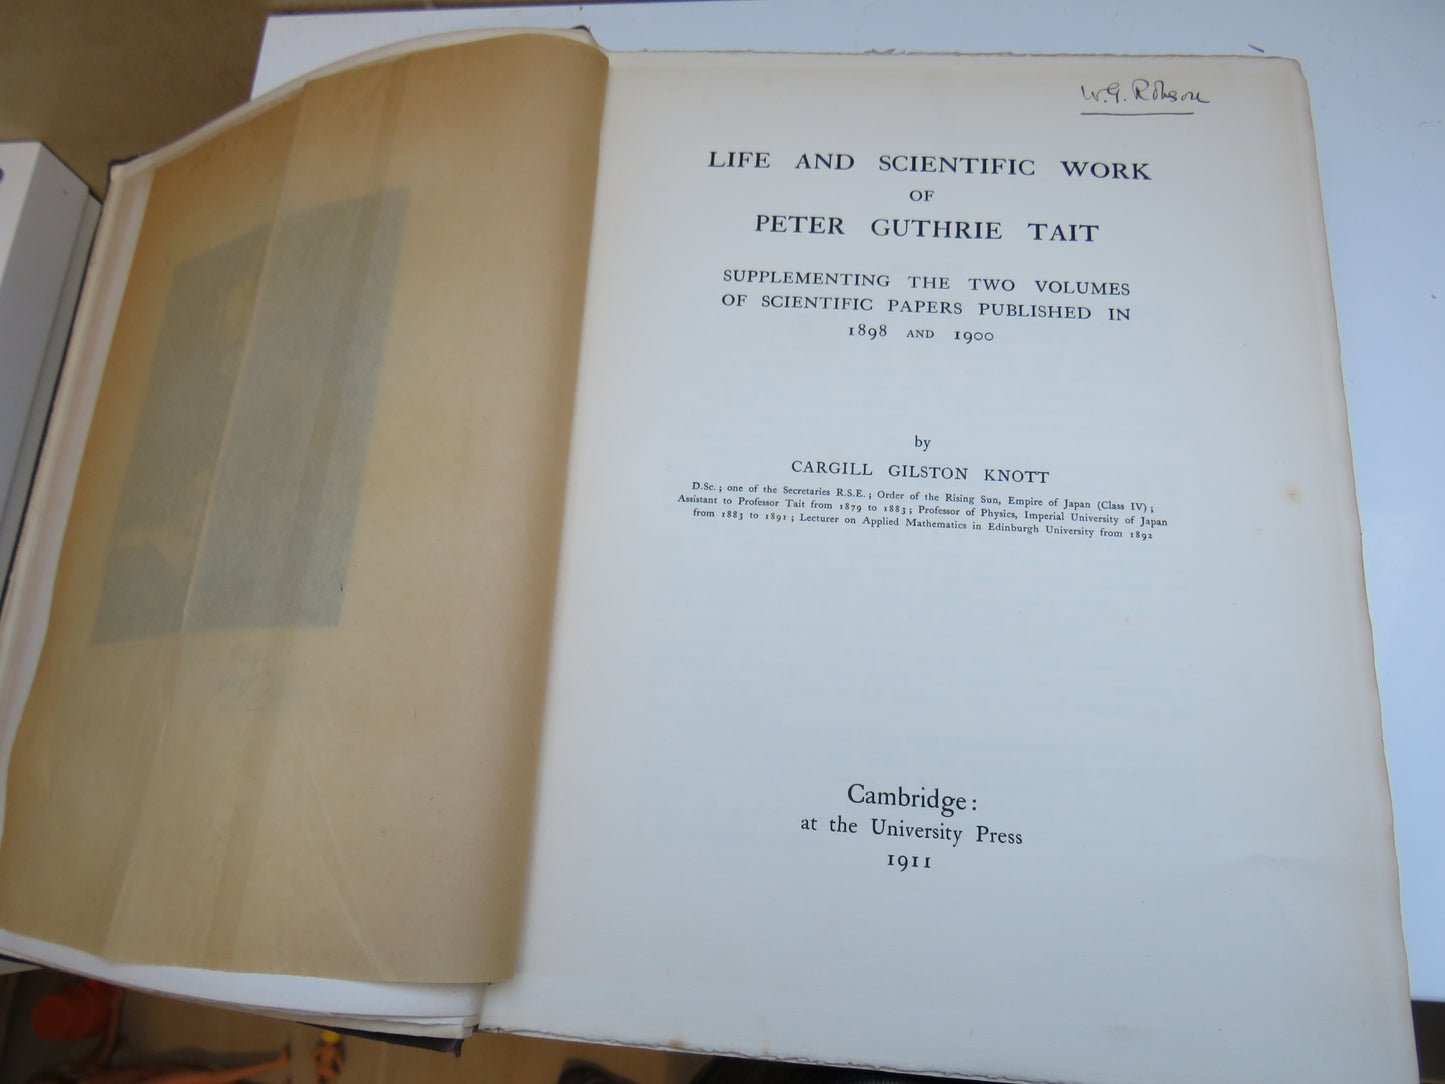 W. G. Robson
LIFE AND SCIENTIFIC WORK
OF
PETER GUTHRIE TAIT
SUPPLEMENTING THE TWO VOLUMES
OF SCIENTIFIC PAPERS PUBLISHED IN
1898 AND 1900
by
CARGILL GILSTON KNOTT
D.Sc.; one of the Secretaries R.S.E.; Order of the Rising Sun, Empire of Japan (Class IV);
Assistant to Professor Tait from 1879 to 1883; Professor of Physics, Imperial University of Japan
from 1883 to 1891; Lecturer on Applied Mathematics in Edinburgh University from 1892
Cambridge:
at the University Press
1911